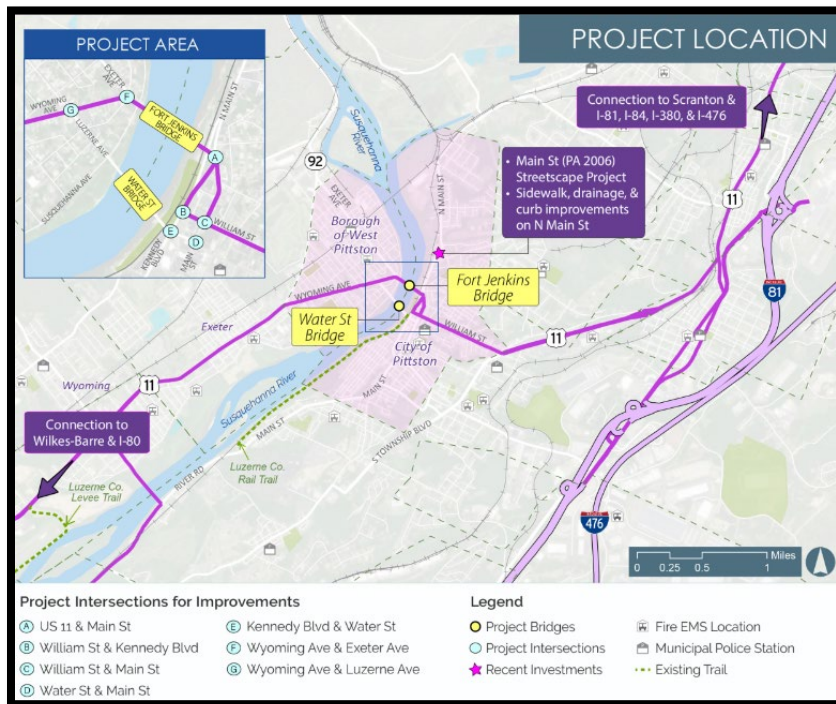 PROJECT LOCATION
PROJECT AREA
EXETER AVE
N MAIN ST
WYOMING AVE
F
G
FORT JENKINS
BRIDGE
LUZERNE AVE
A
SUSQUEHANNA AVE
WATER ST
BRIDGE
B
C
WILLIAM ST
E
D
KENNEDY
BLVD
MAIN
ST
Susquehanna
River
92
EXETER
AVE
N MAIN ST
Borough
of West
Pittston
• Main St (PA 2006)
Streetscape Project
• Sidewalk, drainage, &
curb improvements
on N Main St
Connection to Scranton &
I-81, I-84, I-380, & I-476
11
81
WYOMING AVE
Fort Jenkins
Bridge
Water St
Bridge
WILLIAM ST
11
City of
Pittston
Exeter
Wyoming
11
Susquehanna River
MAIN ST
MAIN ST
S TOWNSHIP BLVD
Connection to
Wilkes-Barre & I-80
RIVER RD
Luzerne Co.
Rail Trail
Luzerne Co.
Levee Trail
476
Miles
0 0.25 0.5 1
Project Intersections for Improvements
A US 11 & Main St
B William St & Kennedy Blvd
C William St & Main St
D Water St & Main St
E Kennedy Blvd & Water St
F Wyoming Ave & Exeter Ave
G Wyoming Ave & Luzerne Ave
Legend
Project Bridges
Project Intersections
Recent Investments
Fire EMS Location
Municipal Police Station
Existing Trail